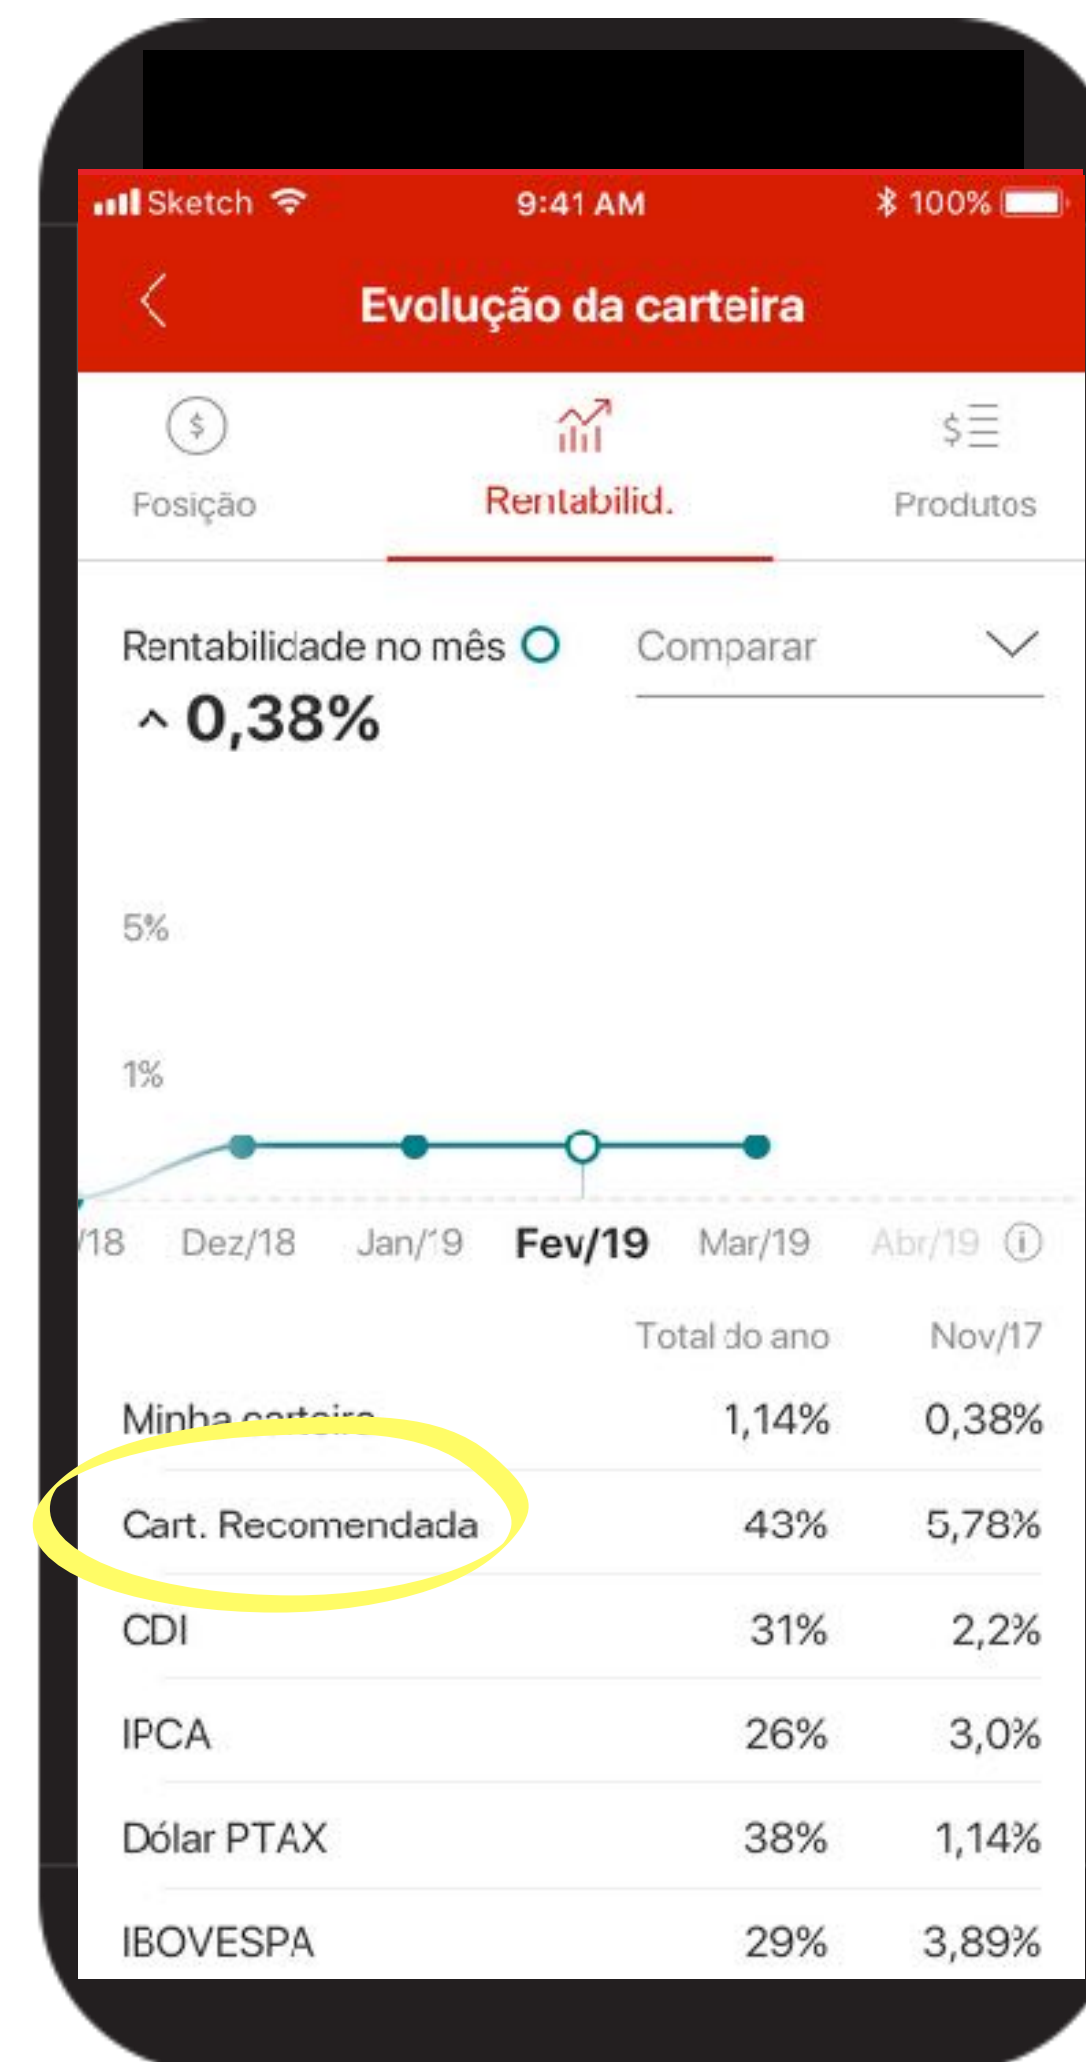 Sketch 9:41 AM 100%
Evolução da carteira
$ $
Fosição Rentabilid. Produtos
Rentabilidade no mês Comparar
^ 0,38%
5%
1%
/18 Dez/18 Jan/19 Fev/19 Mar/19 Abr/19 i
Total do ano Nov/17
Minha carteira 1,14% 0,38%
Cart. Recomendada 43% 5,78%
CDI 31% 2,2%
IPCA 26% 3,0%
Dólar PTAX 38% 1,14%
IBOVESPA 29% 3,89%